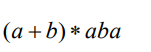 (a + b) * aba